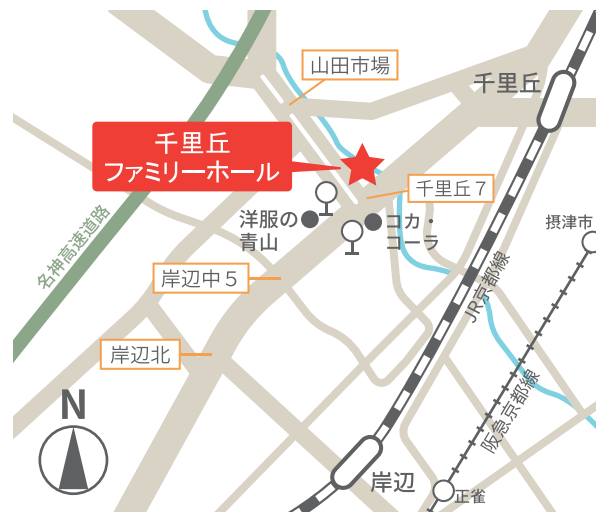 山田市場
千里丘
千里丘
ファミリーホール
千里丘7
洋服の
青山
コカ・
コーラ
摂津市
名神高速道路
岸辺中5
JR京都線
岸辺北
阪急京都線
N
岸辺
正雀